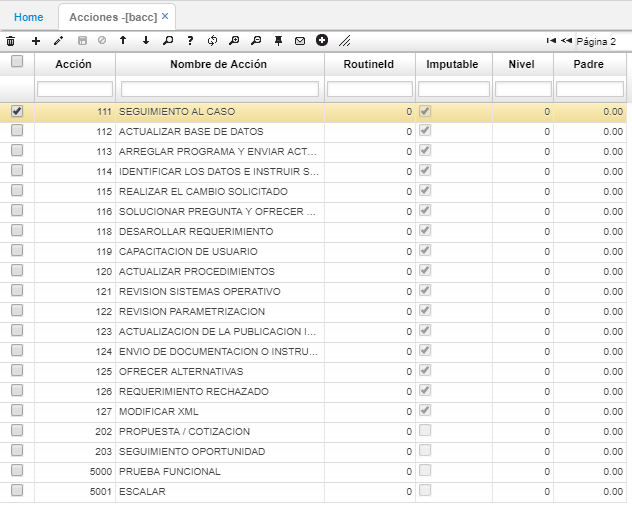 Home Acciones -[bacc] ×
Página 2
Acción Nombre de Acción RoutineId Imputable Nivel Padre
111 SEGUIMIENTO AL CASO 0 0 0.00
112 ACTUALIZAR BASE DE DATOS 0 0 0.00
113 ARREGLAR PROGRAMA Y ENVIAR ACT... 0 0 0.00
114 IDENTIFICAR LOS DATOS E INSTRUIR S... 0 0 0.00
115 REALIZAR EL CAMBIO SOLICITADO 0 0 0.00
116 SOLUCIONAR PREGUNTA Y OFRECER ... 0 0 0.00
118 DESAROLLAR REQUERIMIENTO 0 0 0.00
119 CAPACITACION DE USUARIO 0 0 0.00
120 ACTUALIZAR PROCEDIMIENTOS 0 0 0.00
121 REVISION SISTEMAS OPERATIVO 0 0 0.00
122 REVISION PARAMETRIZACION 0 0 0.00
123 ACTUALIZACION DE LA PUBLICACION I... 0 0 0.00
124 ENVIO DE DOCUMENTACION O INSTRU... 0 0 0.00
125 OFRECER ALTERNATIVAS 0 0 0.00
126 REQUERIMIENTO RECHAZADO 0 0 0.00
127 MODIFICAR XML 0 0 0.00
202 PROPUESTA / COTIZACION 0 0 0.00
203 SEGUIMIENTO OPORTUNIDAD 0 0 0.00
5000 PRUEBA FUNCIONAL 0 0 0.00
5001 ESCALAR 0 0 0.00